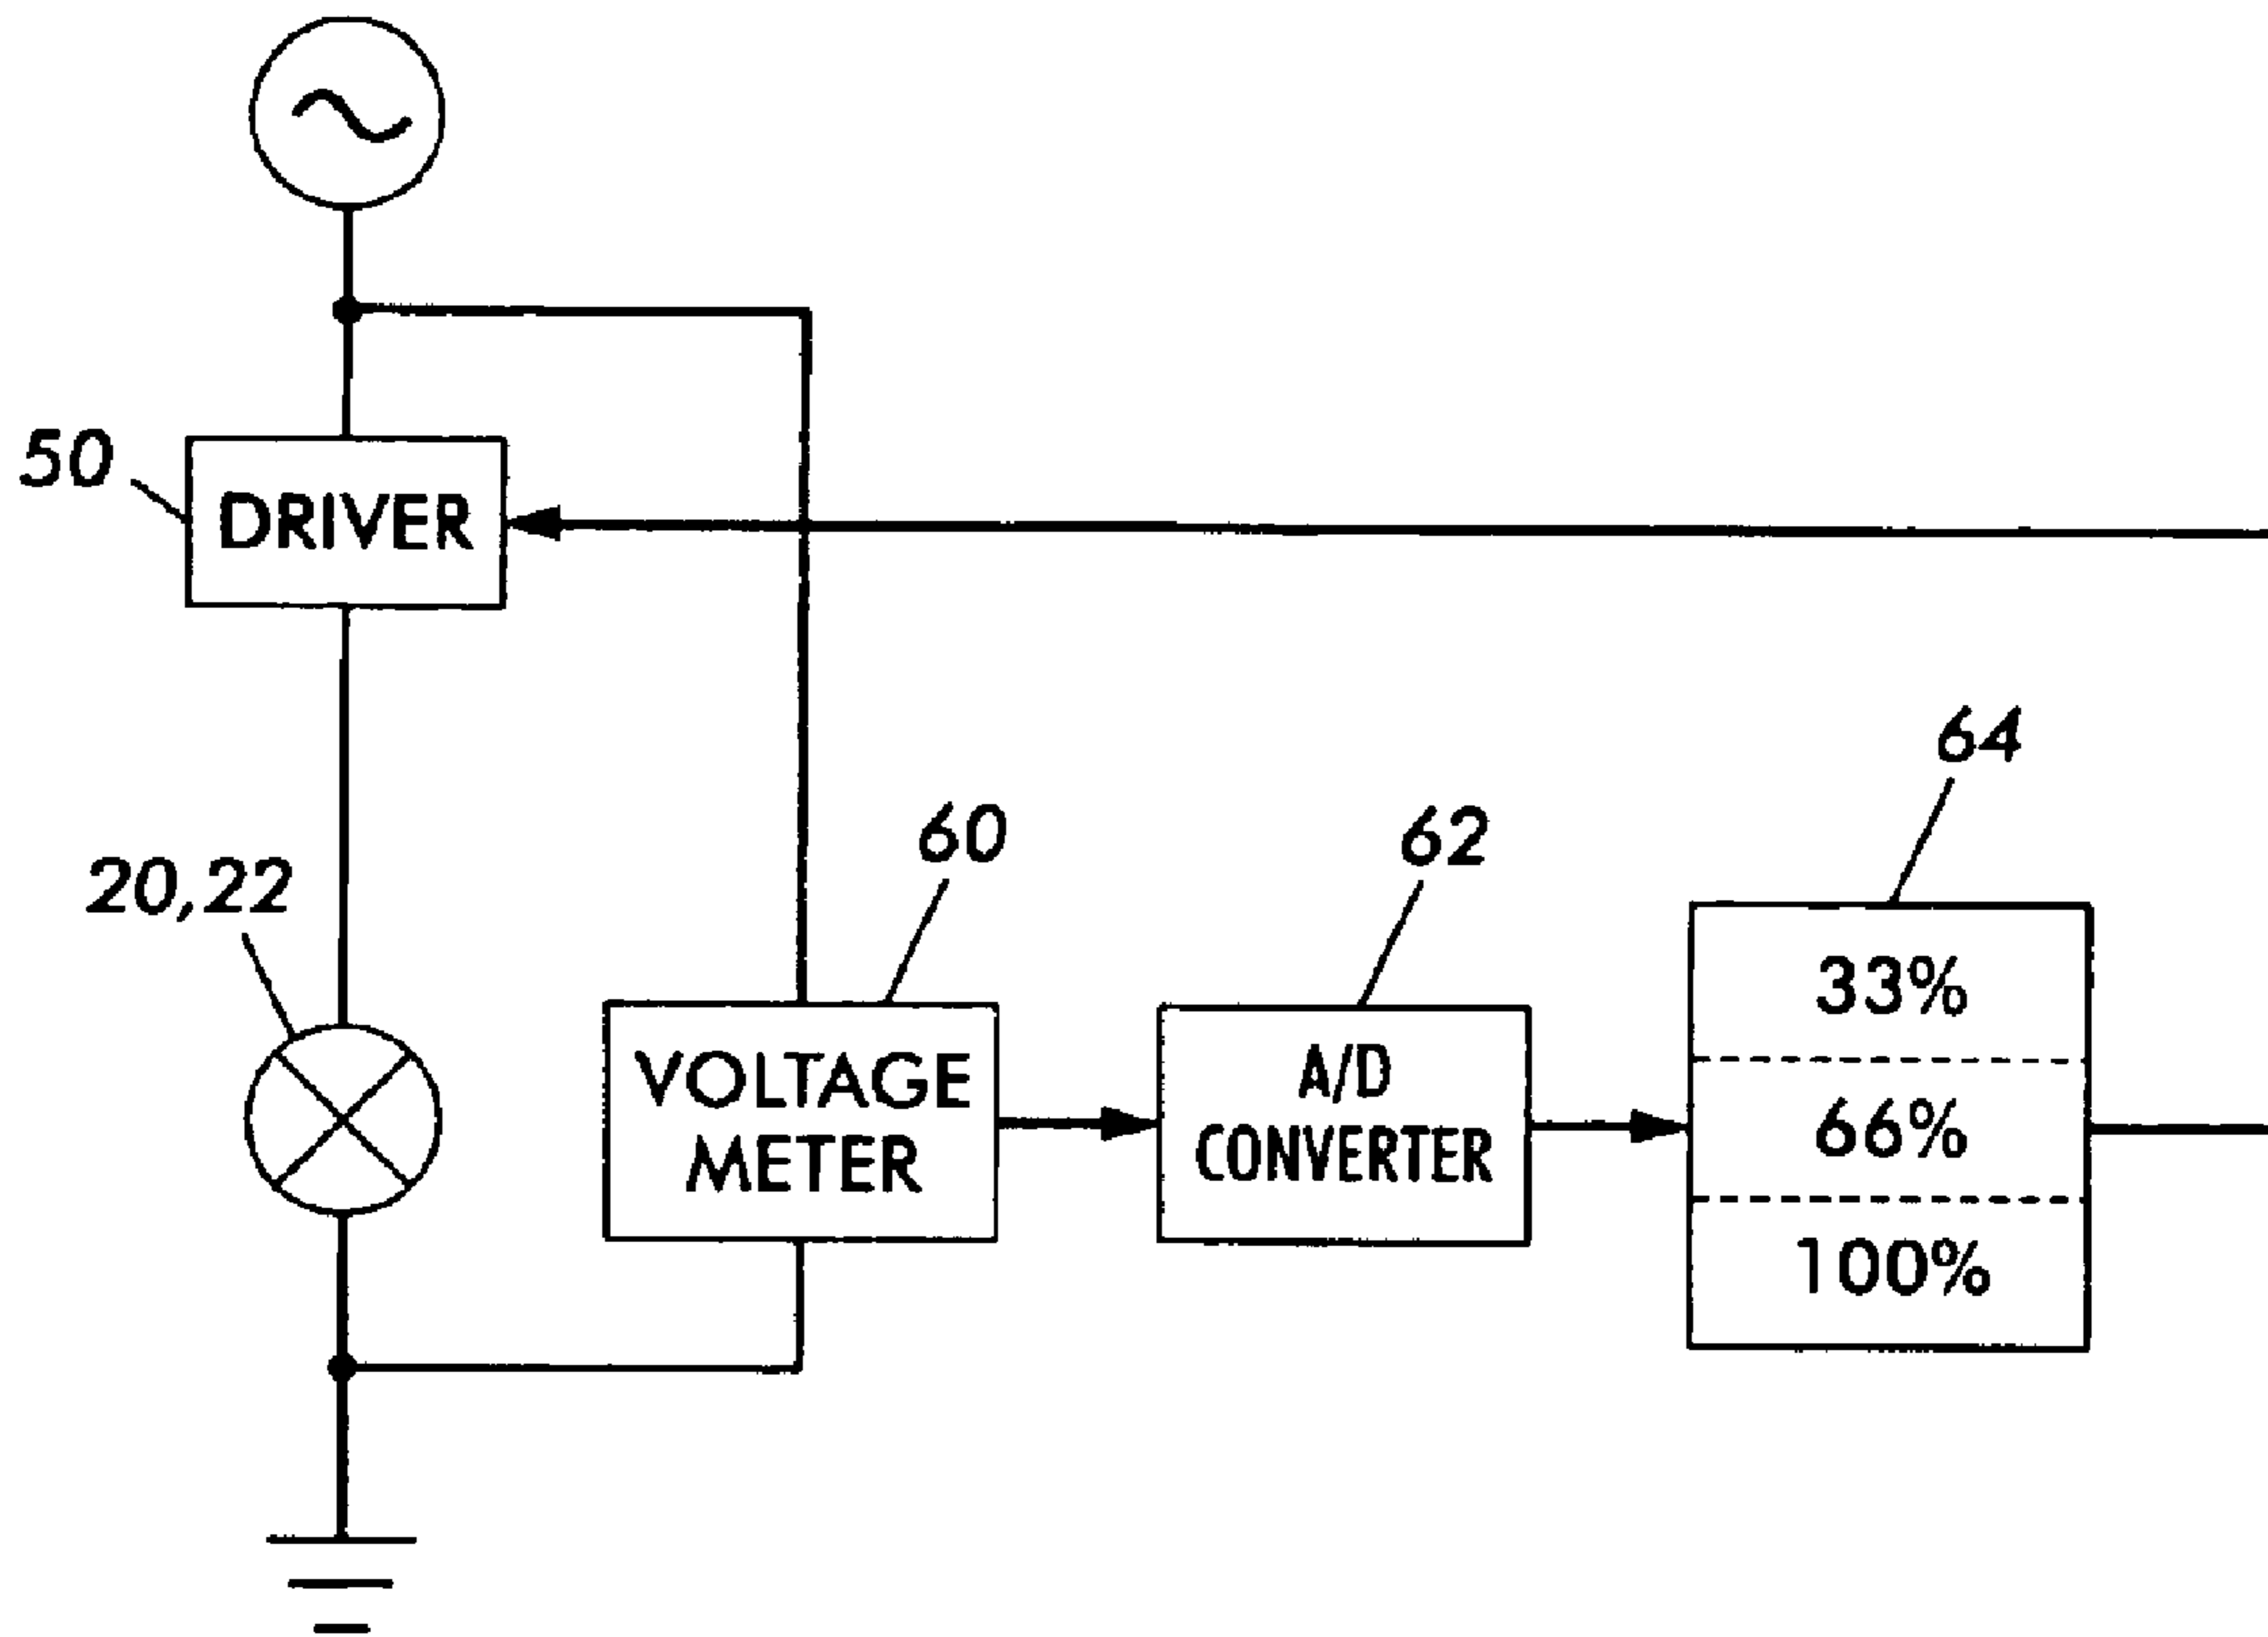 50
DRIVER
64
60
62
20,22
33%
VOLTAGE
METER
A/D
CONVERTER
66%
100%